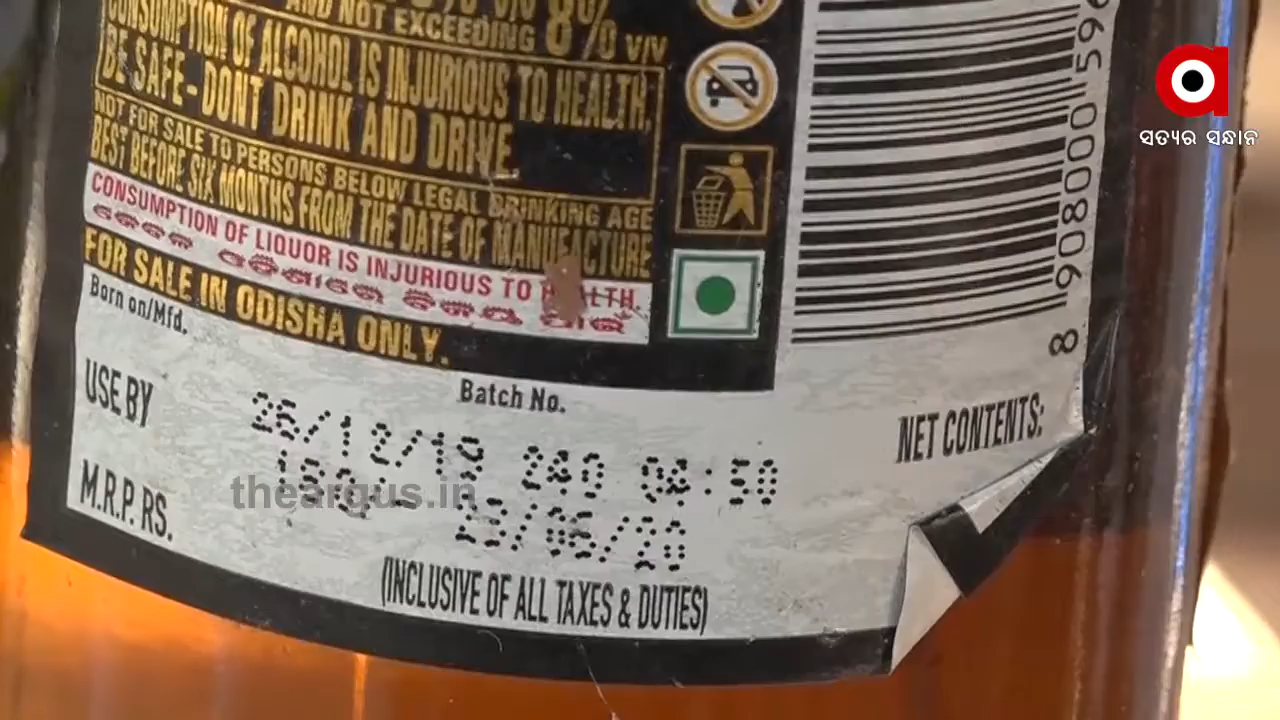 AND NOT EXCEEDING 8% V/V
CONSUMPTION OF ALCOHOL IS INJURIOUS TO HEALTH,
BE SAFE- DONT DRINK AND DRIVE
NOT FOR SALE TO PERSONS BELOW LEGAL DRINKING AGE
BEST BEFORE SIX MONTHS FROM THE DATE OF MANUFACTURE
CONSUMPTION OF LIQUOR IS INJURIOUS TO HEALTH.
FOR SALE IN ODISHA ONLY.
Born on/Mfd.
Batch No.
USE BY
26/12/19 240 04:50
M.R.P. RS.
23/06/20
(INCLUSIVE OF ALL TAXES & DUTIES)
NET CONTENTS:
8 908000 596
theargus.in
ସତ୍ୟର ସନ୍ଧାନ